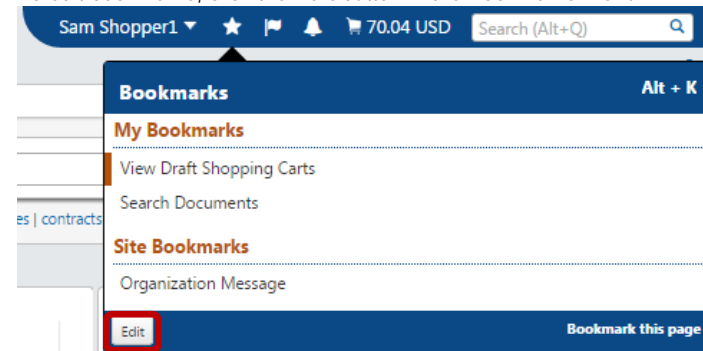 Sam Shopper1 70.04 USD Search (Alt+Q)
Bookmarks Alt + K
My Bookmarks
View Draft Shopping Carts
Search Documents
es | contracts
Site Bookmarks
Organization Message
Edit Bookmark this page